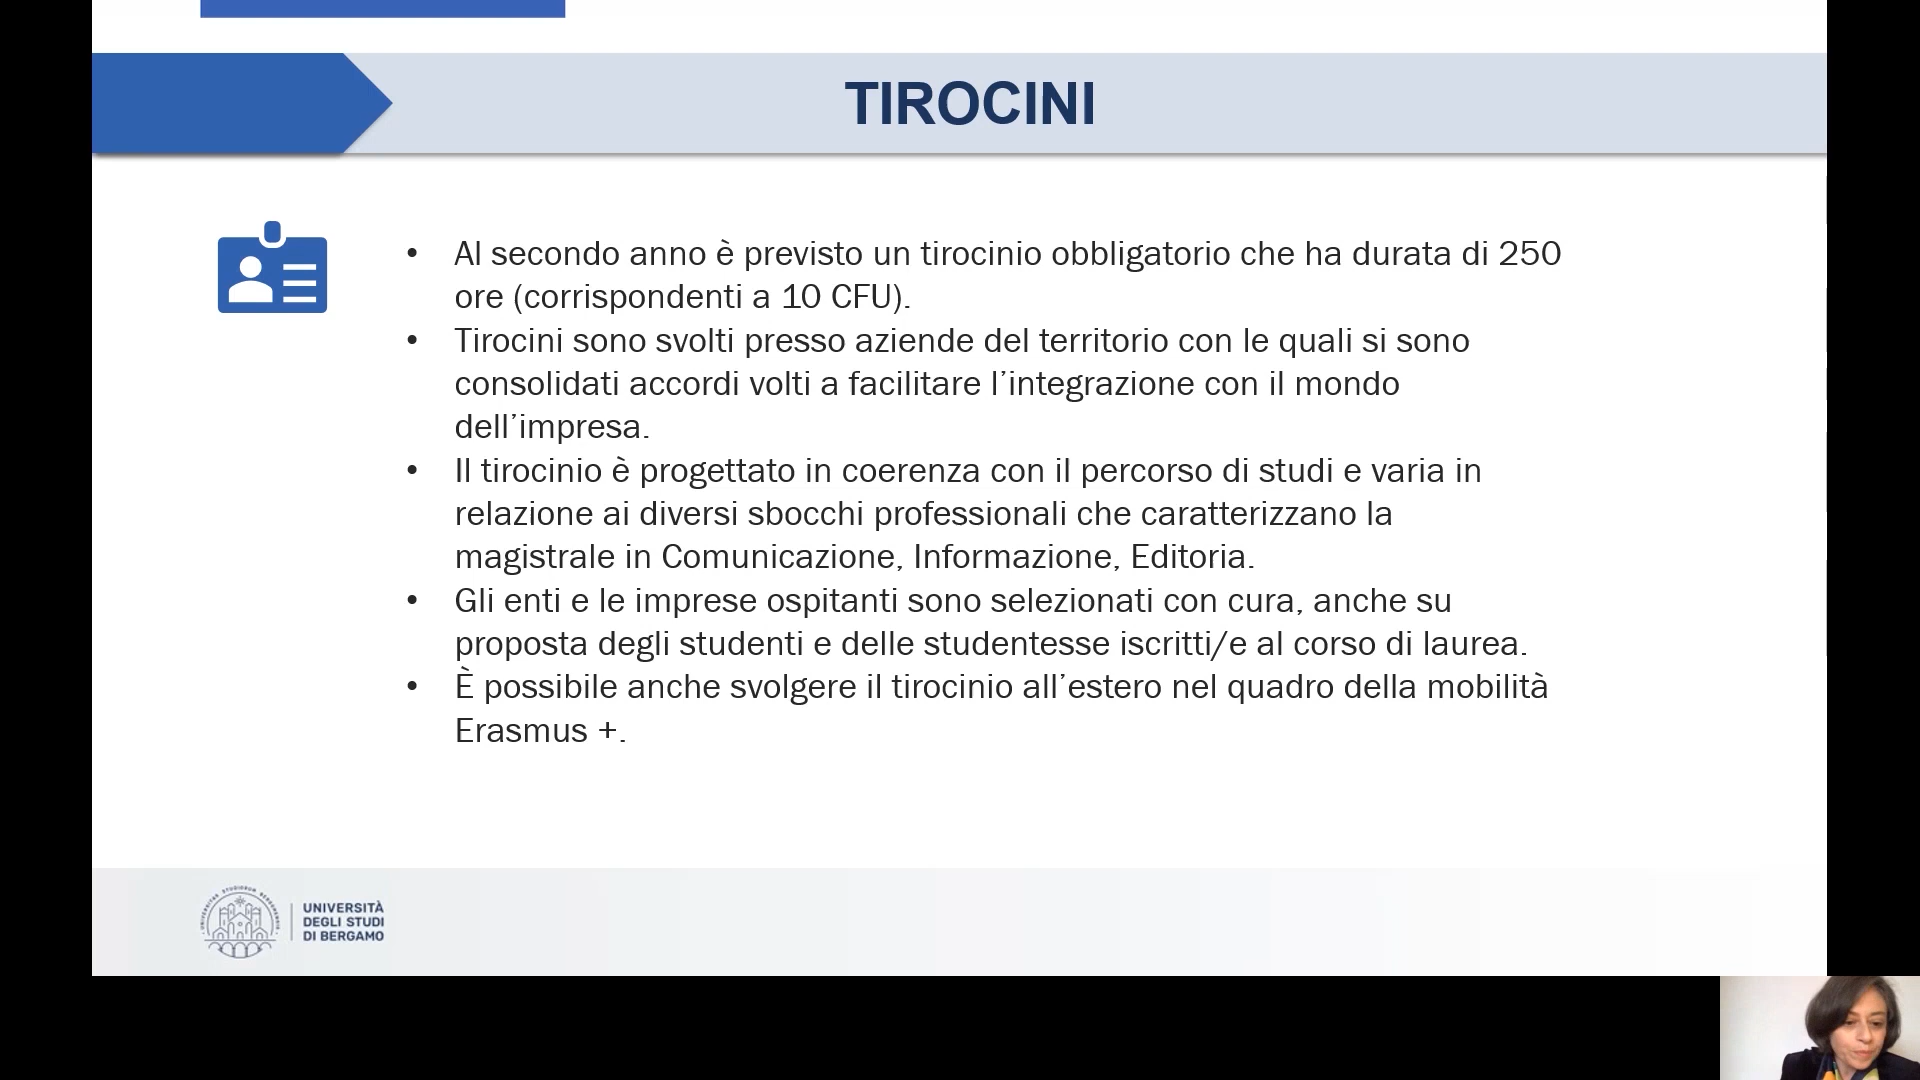 TIROCINI
• Al secondo anno è previsto un tirocinio obbligatorio che ha durata di 250
ore (corrispondenti a 10 CFU).
• Tirocini sono svolti presso aziende del territorio con le quali si sono
consolidati accordi volti a facilitare l’integrazione con il mondo
dell’impresa.
• Il tirocinio è progettato in coerenza con il percorso di studi e varia in
relazione ai diversi sbocchi professionali che caratterizzano la
magistrale in Comunicazione, Informazione, Editoria.
• Gli enti e le imprese ospitanti sono selezionati con cura, anche su
proposta degli studenti e delle studentesse iscritti/e al corso di laurea.
• È possibile anche svolgere il tirocinio all’estero nel quadro della mobilità
Erasmus +.
UNIVERSITÀ
DEGLI STUDI
DI BERGAMO